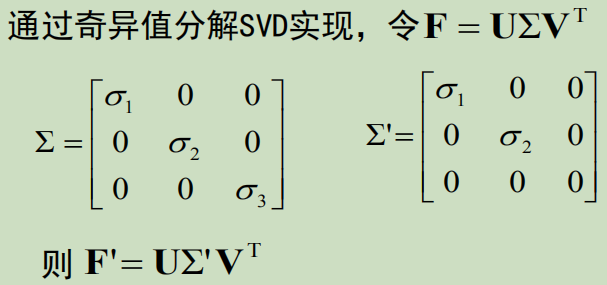 通过奇异值分解SVD实现，令 F = UΣV^T
Σ = [σ₁ 0 0; 0 σ₂ 0; 0 0 σ₃] Σ'= [σ₁ 0 0; 0 σ₂ 0; 0 0 0]
则 F'= UΣ'V^T